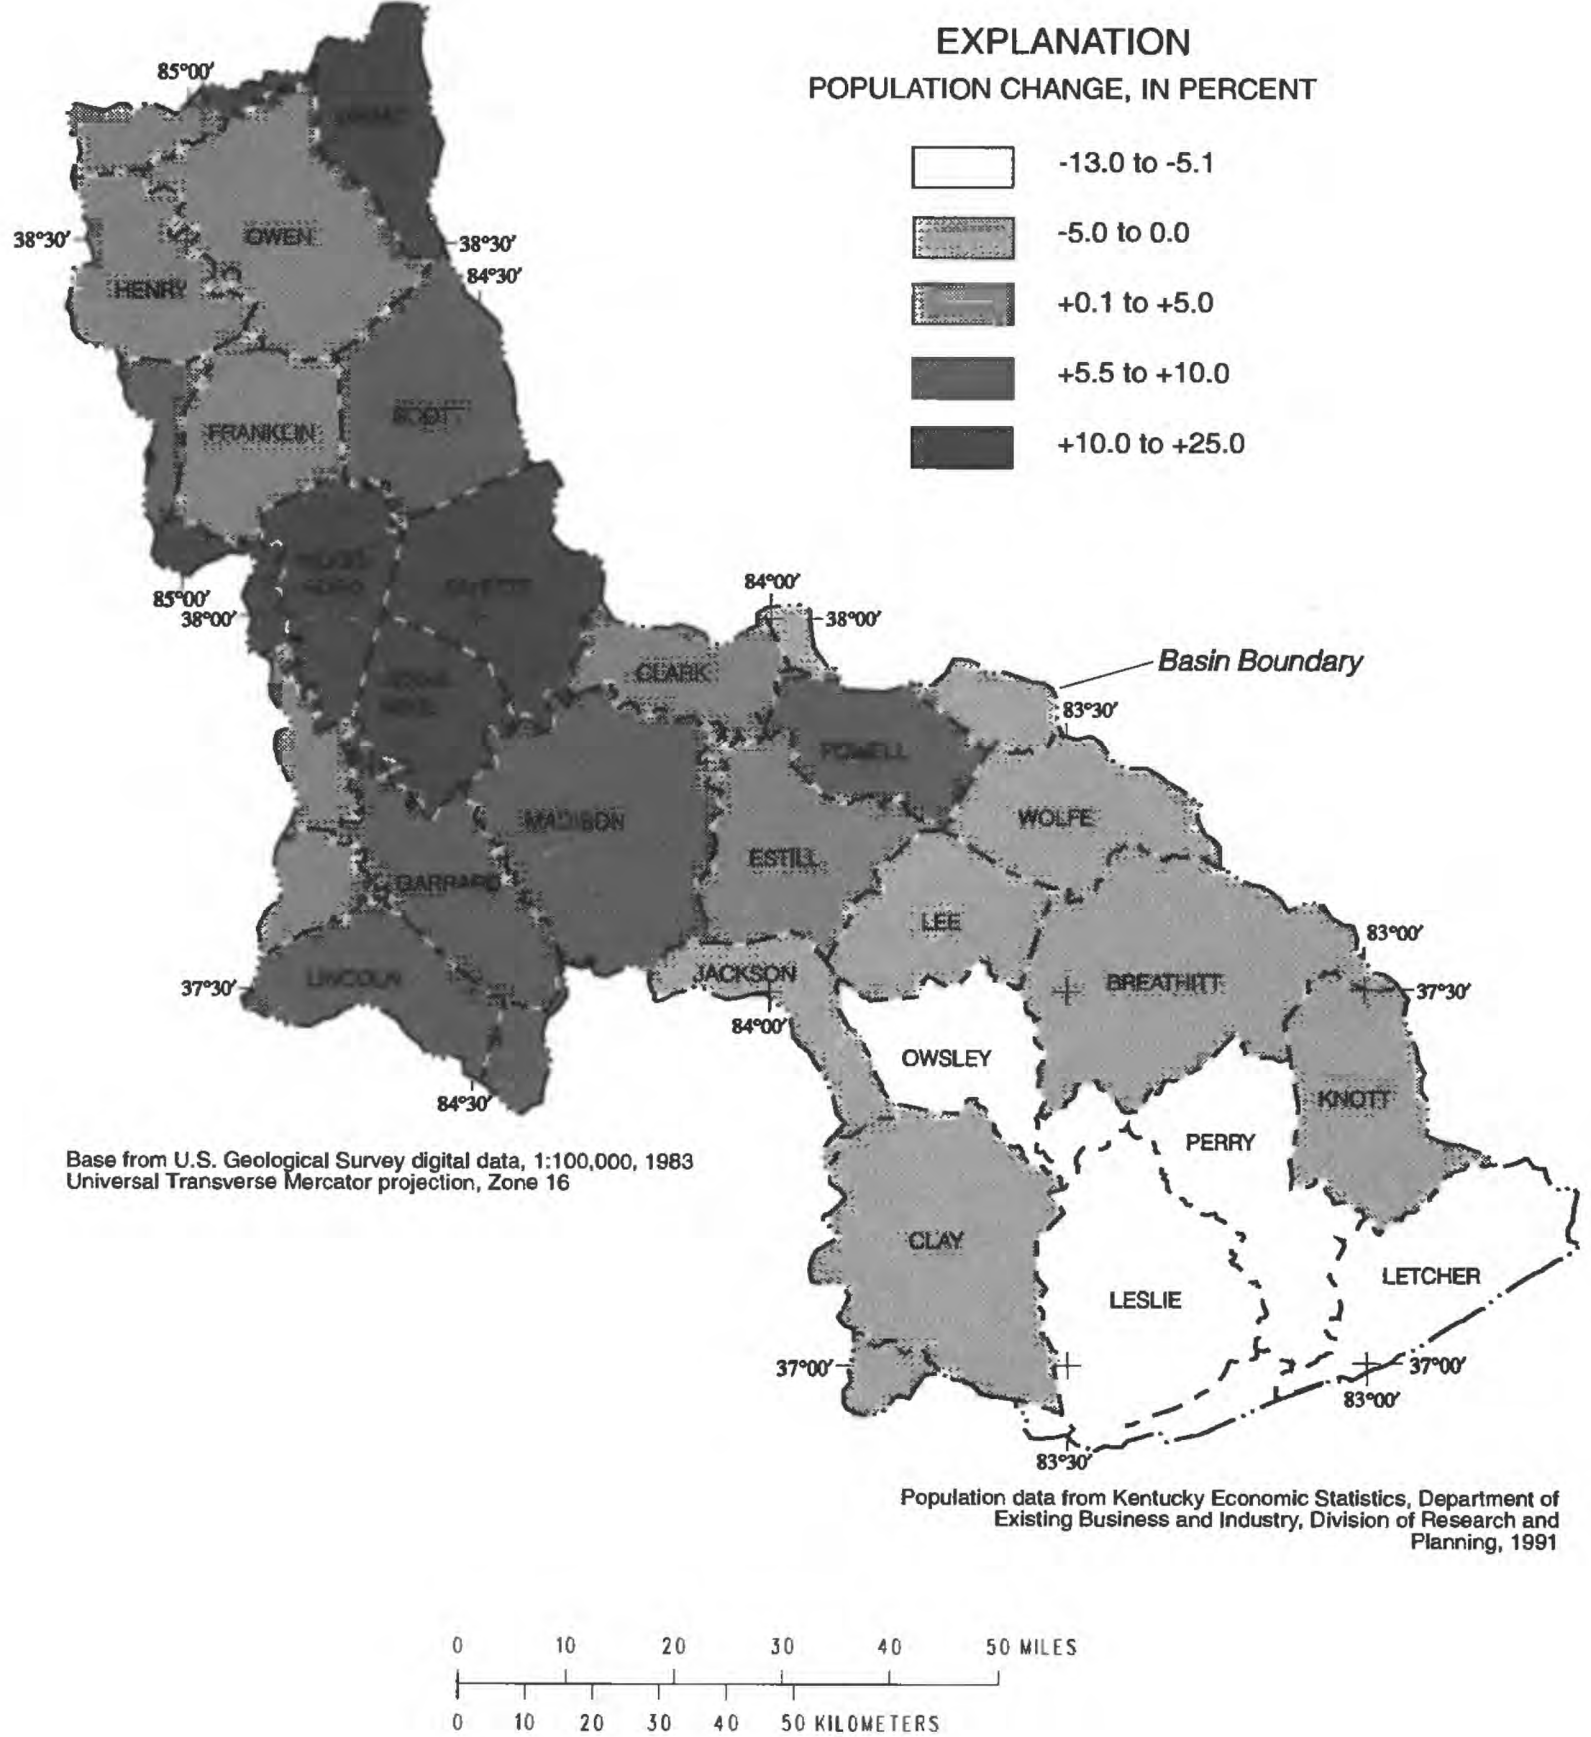 EXPLANATION
POPULATION CHANGE, IN PERCENT
-13.0 to -5.1
-5.0 to 0.0
+0.1 to +5.0
+5.5 to +10.0
+10.0 to +25.0
85°00′
38°30′
OWEN
38°30′
84°30′
HENRY
SCOTT
FRANKLIN
FAYETTE
84°00′
85°00′
38°00′
38°00′
CLARK
Basin Boundary
83°30′
POWELL
MADISON
WOLFE
ESTILL
GARRARD
LEE
83°00′
LINCOLN
JACKSON
BREATHITT
37°30′
37°30′
84°00′
OWSLEY
84°30′
KNOTT
PERRY
Base from U.S. Geological Survey digital data, 1:100,000, 1983
Universal Transverse Mercator projection, Zone 16
CLAY
LETCHER
LESLIE
37°00′
37°00′
83°00′
83°30′
Population data from Kentucky Economic Statistics, Department of
Existing Business and Industry, Division of Research and
Planning, 1991
0 10 20 30 40 50 MILES
0 10 20 30 40 50 KILOMETERS